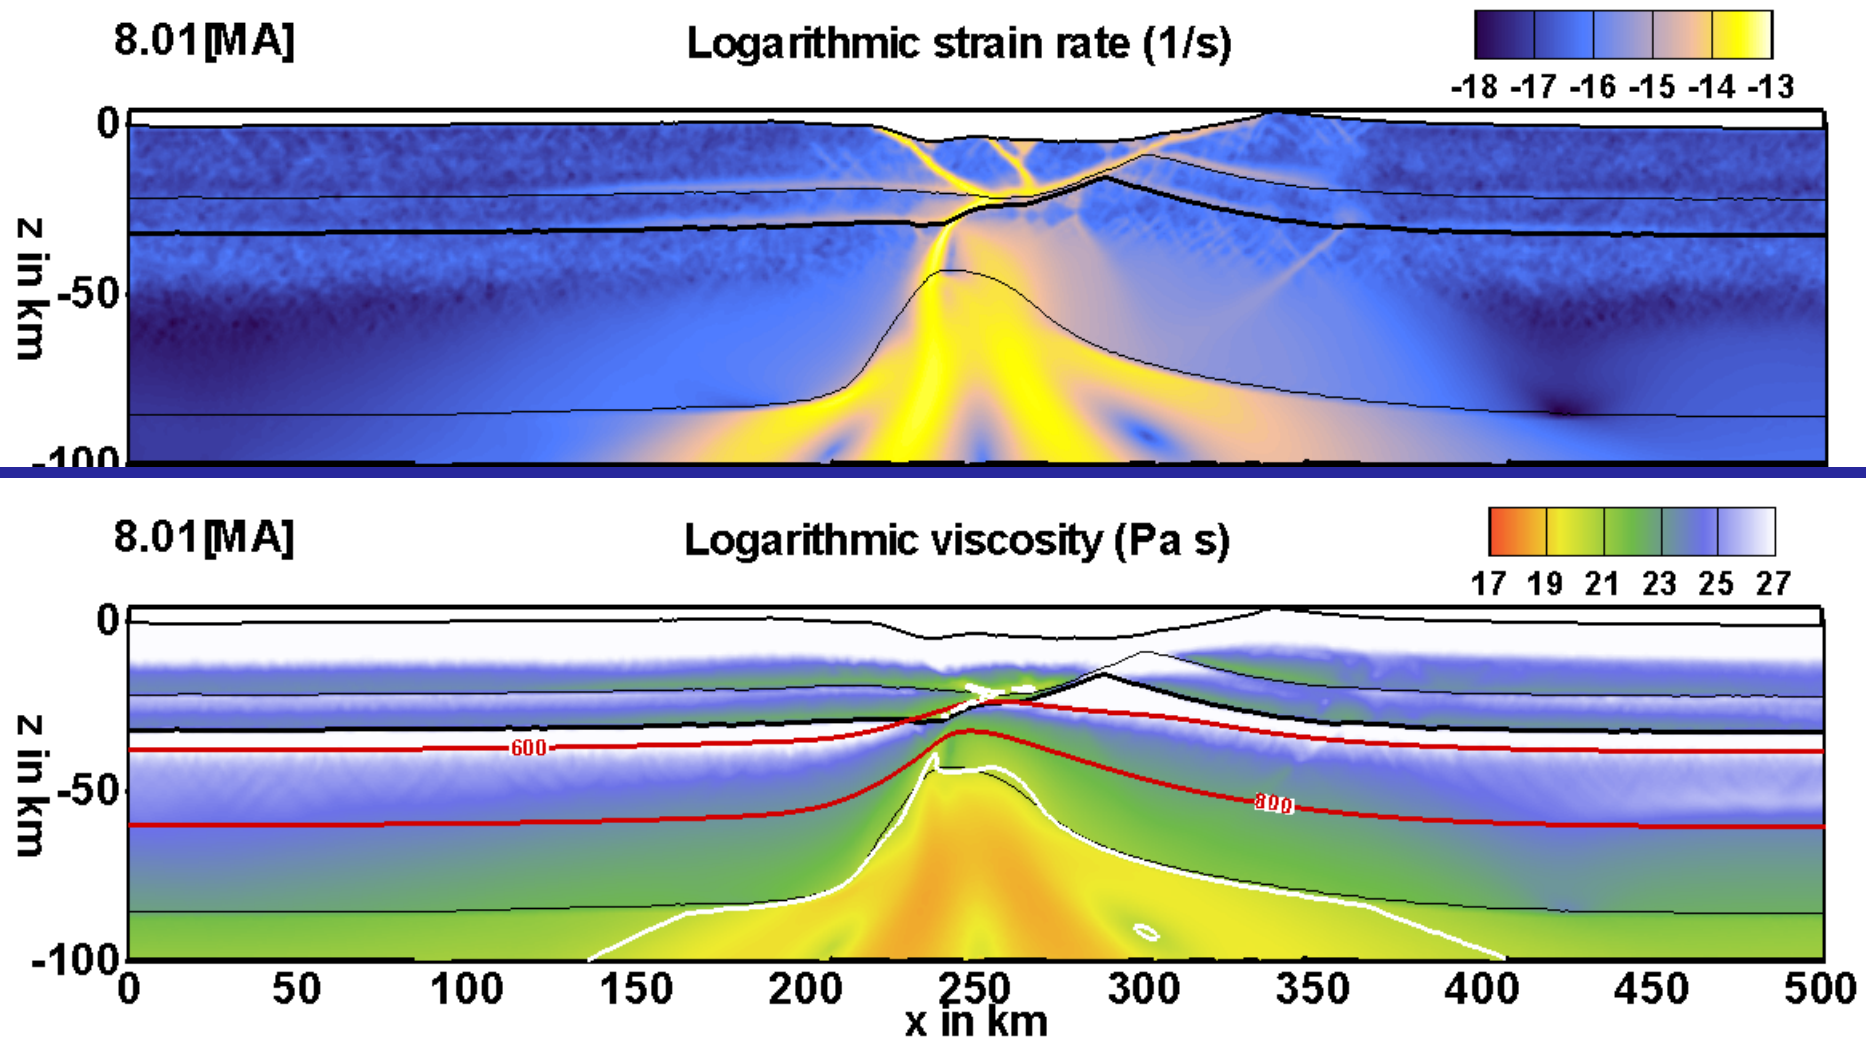 8.01[MA] Logarithmic strain rate (1/s)
-18 -17 -16 -15 -14 -13
0
-50
-100
z in km
8.01[MA] Logarithmic viscosity (Pa s)
17 19 21 23 25 27
0
600
-50
800
-100
z in km
0 50 100 150 200 250 300 350 400 450 500
x in km